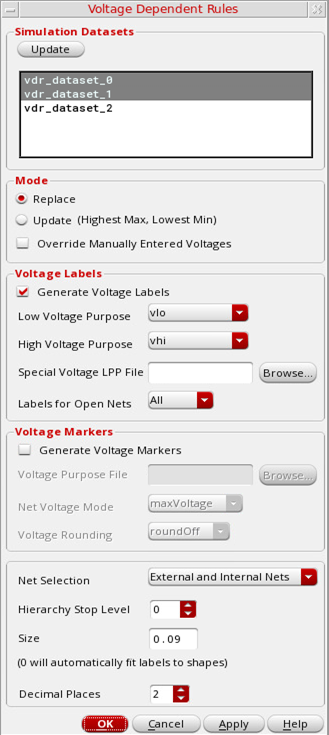 Voltage Dependent Rules
Simulation Datasets
Update
vdr_dataset_0
vdr_dataset_1
vdr_dataset_2
Mode
Replace
Update (Highest Max, Lowest Min)
Override Manually Entered Voltages
Voltage Labels
Generate Voltage Labels
Low Voltage Purpose vlo
High Voltage Purpose vhi
Special Voltage LPP File Browse...
Labels for Open Nets All
Voltage Markers
Generate Voltage Markers
Voltage Purpose File Browse...
Net Voltage Mode maxVoltage
Voltage Rounding roundOff
Net Selection External and Internal Nets
Hierarchy Stop Level 0
Size 0.09
(0 will automatically fit labels to shapes)
Decimal Places 2
OK Cancel Apply Help